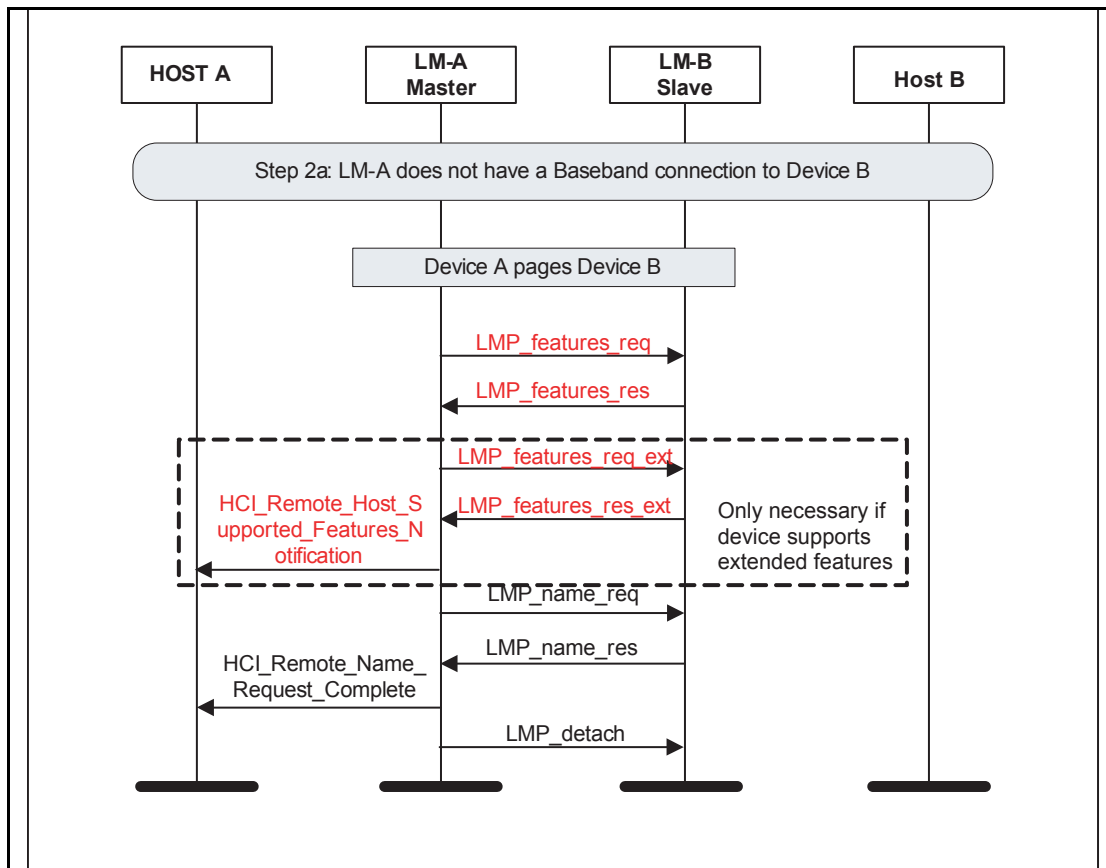 HOST A
LM-A
Master
LM-B
Slave
Host B
Step 2a: LM-A does not have a Baseband connection to Device B
Device A pages Device B
LMP_features_req
LMP_features_res
LMP_features_req_ext
HCI_Remote_Host_S
upported_Features_N
otification
LMP_features_res_ext
Only necessary if
device supports
extended features
LMP_name_req
LMP_name_res
HCI_Remote_Name_
Request_Complete
LMP_detach